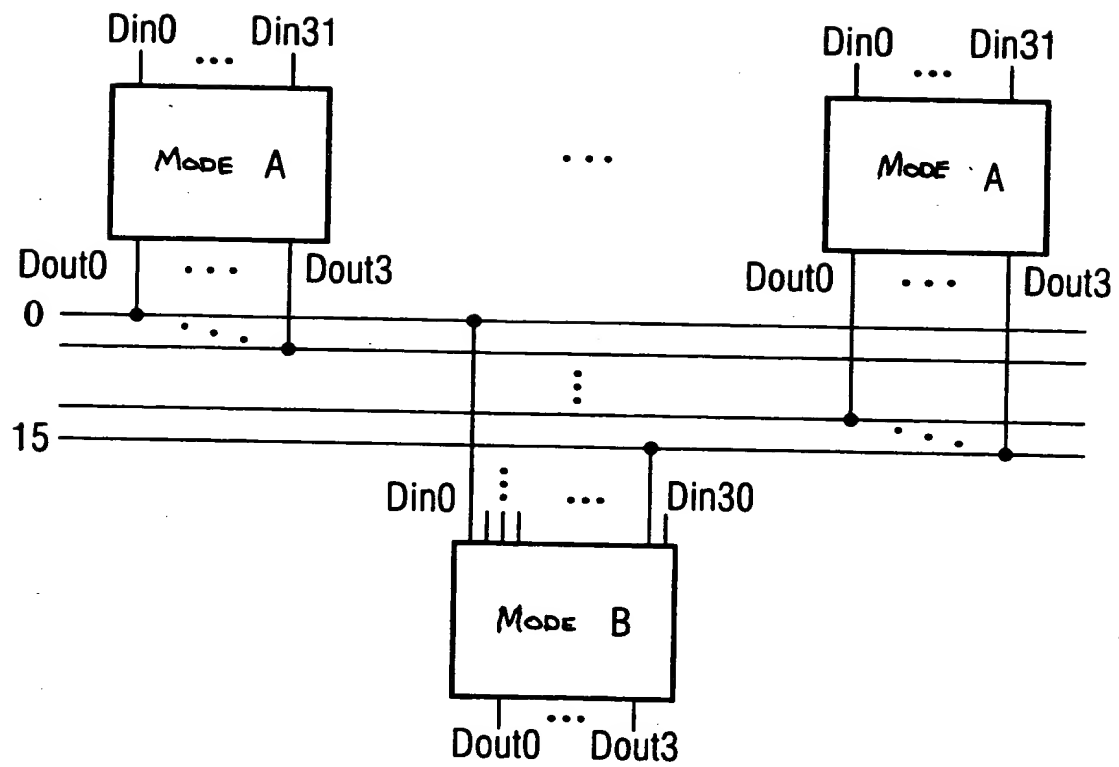 Din0 ... Din31
Din0 ... Din31
MODE A
...
MODE A
Dout0 ... Dout3
Dout0 ... Dout3
0
15
Din0 ... Din30
MODE B
Dout0 ... Dout3